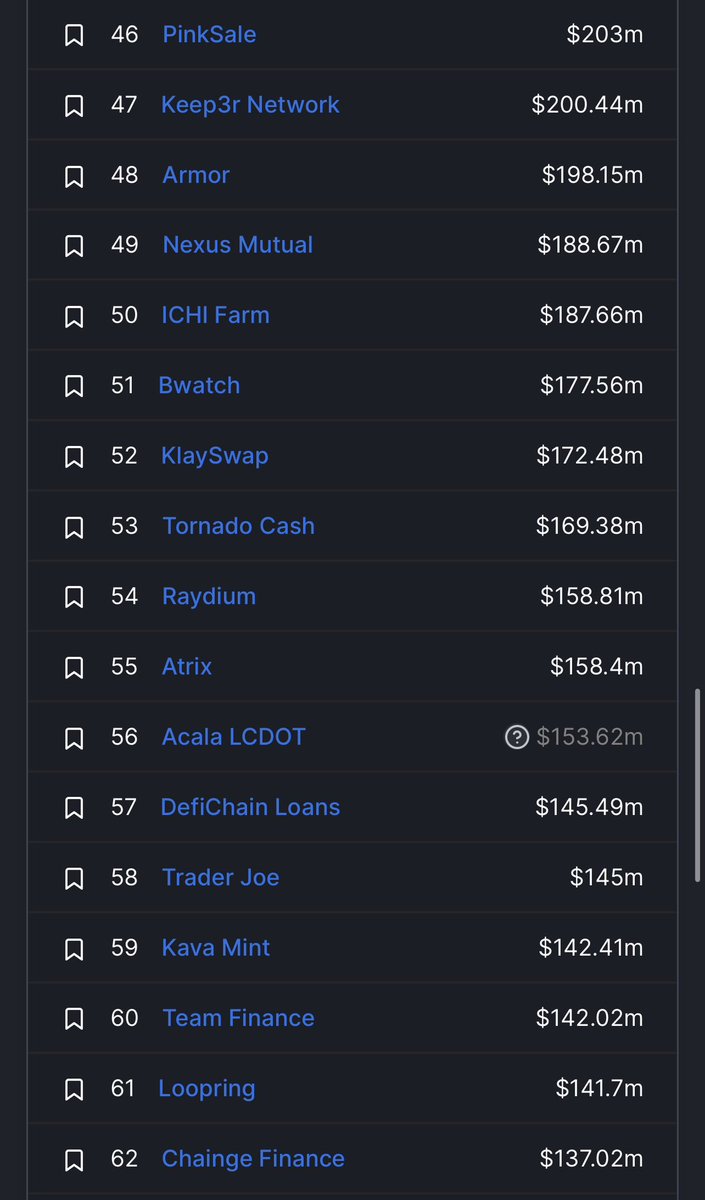 46 PinkSale $203m
47 Keep3r Network $200.44m
48 Armor $198.15m
49 Nexus Mutual $188.67m
50 ICHI Farm $187.66m
51 Bwatch $177.56m
52 KlaySwap $172.48m
53 Tornado Cash $169.38m
54 Raydium $158.81m
55 Atrix $158.4m
56 Acala LCDOT ? $153.62m
57 DefiChain Loans $145.49m
58 Trader Joe $145m
59 Kava Mint $142.41m
60 Team Finance $142.02m
61 Loopring $141.7m
62 Chainge Finance $137.02m